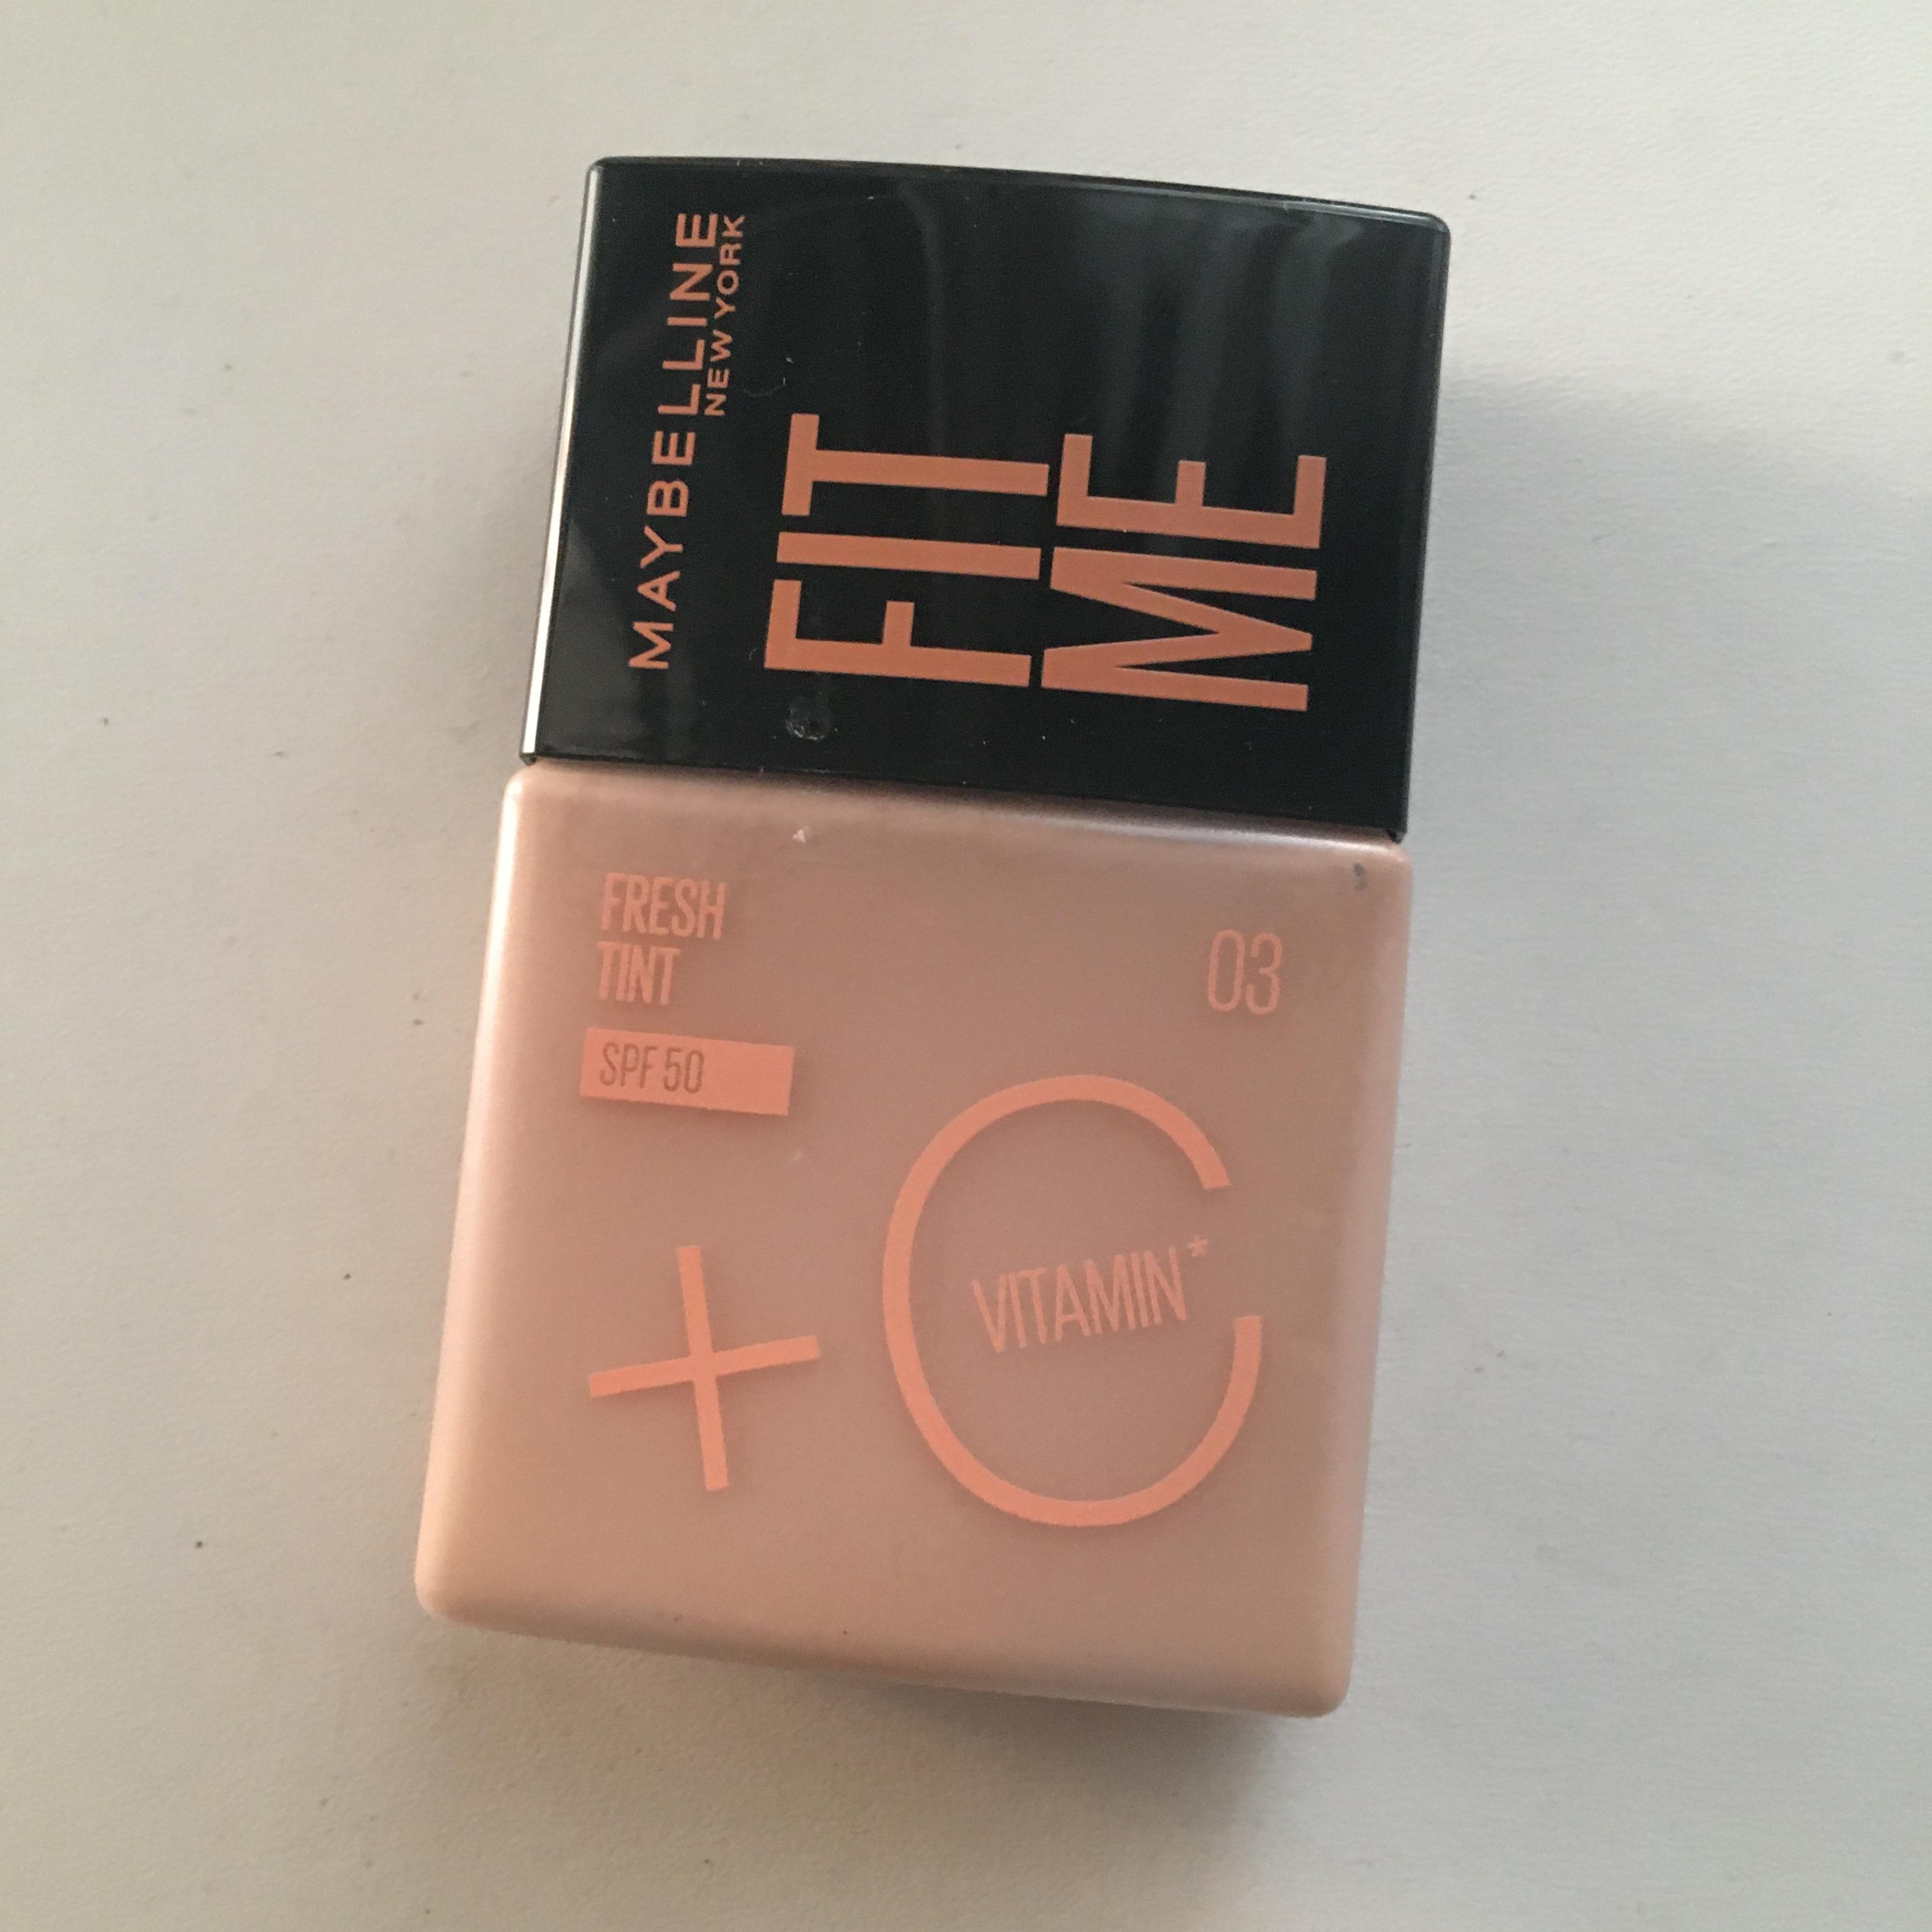 MAYBELLINE
NEW YORK
FIT
ME
FRESH
TINT
03
SPF 50
+ C
VITAMIN*